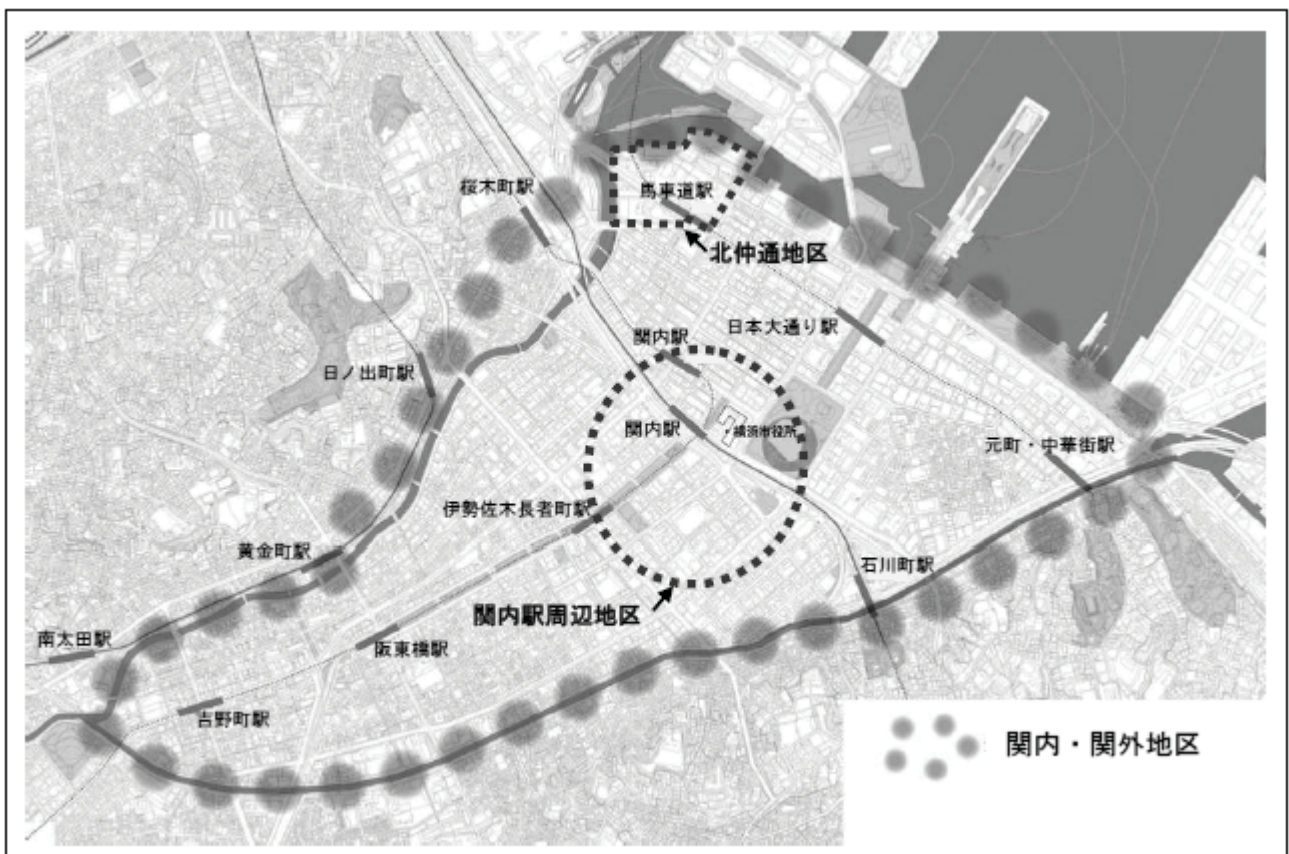 桜木町駅
馬車道駅
北仲通地区
日本大通り駅
関内駅
日ノ出町駅
関内駅
・横浜市役所
元町・中華街駅
伊勢佐木長者町駅
黄金町駅
石川町駅
関内駅周辺地区
南太田駅
阪東橋駅
吉野町駅
関内・関外地区